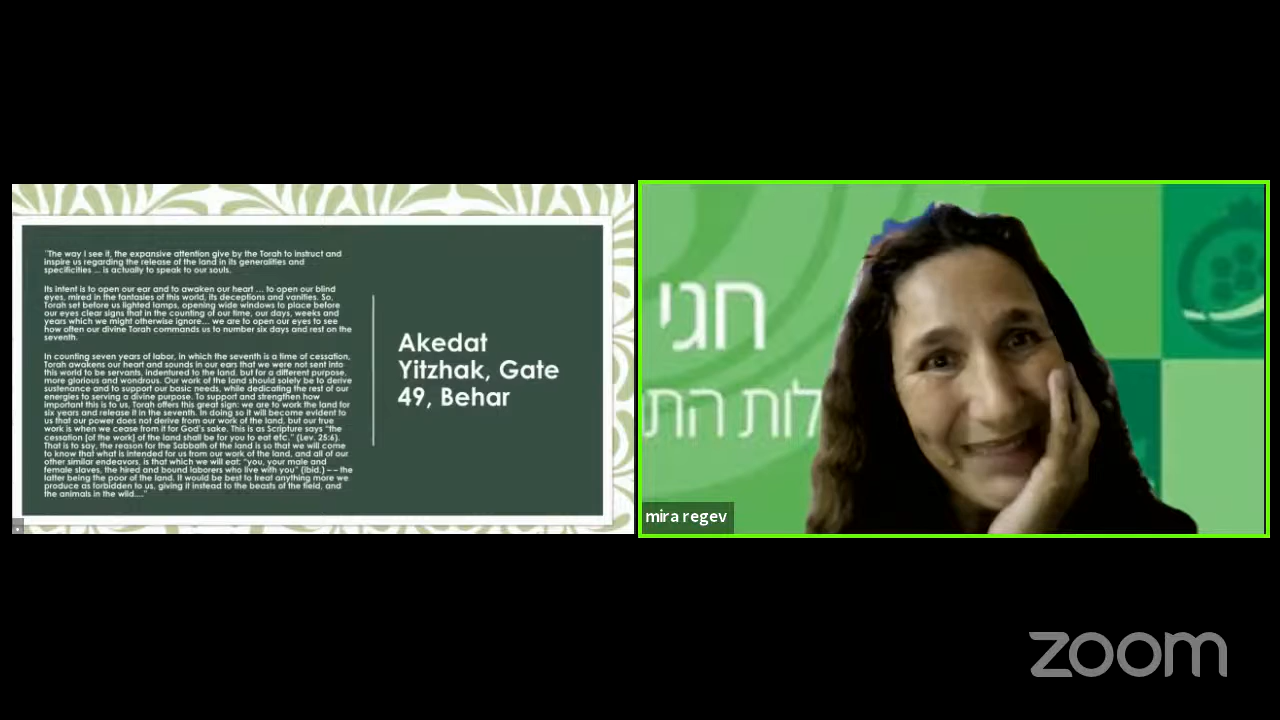 "The way I see it, the expansive attention give by the Torah to instruct and
inspire us regarding the release of the land in its generalities and
specificities ... is actually to speak to our souls.
Its intent is to open our ear and to awaken our heart ... to open our blind
eyes, mired in the fantasies of this world, its deceptions and vanities. So,
Torah set before us lighted lamps, opening wide windows to place before
our eyes clear signs that in the counting of our time, our days, weeks and
years which we might otherwise ignore... we are to open our eyes to see
how often our divine Torah commands us to number six days and rest on the
seventh.
In counting seven years of labor, in which the seventh is a time of cessation,
Torah awakens our heart and sounds in our ears that we were not sent into
this world to be servants, indentured to the land, but for a different purpose,
more glorious and wondrous. Our work of the land should solely be to derive
sustenance and to support our basic needs, while dedicating the rest of our
energies to serving a divine purpose. To support and strengthen how
important this is to us, Torah offers this great sign: we are to work the land for
six years and release it in the seventh. In doing so it will become evident to
us that our power does not derive from our work of the land, but our true
work is when we cease from it for God's sake. This is as Scripture says "the
cessation [of the work] of the land shall be for you to eat etc." (Lev. 25:6).
That is to say, the reason for the Sabbath of the land is so that we will come
to know that what is intended for us from our work of the land, and all of our
other similar endeavors, is that which we will eat; "you, your male and
female slaves, the hired and bound laborers who live with you" (ibid.) – – the
latter being the poor of the land. It would be best to treat anything more we
produce as forbidden to us, giving it instead to the beasts of the field, and
the animals in the wild...."
Akedat
Yitzhak, Gate
49, Behar
חגי
לות התו
mira regev
zoom